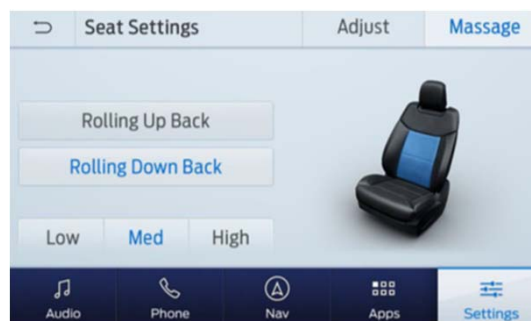 Seat Settings Adjust Massage
Rolling Up Back
Rolling Down Back
Low Med High
Audio Phone Nav Apps Settings